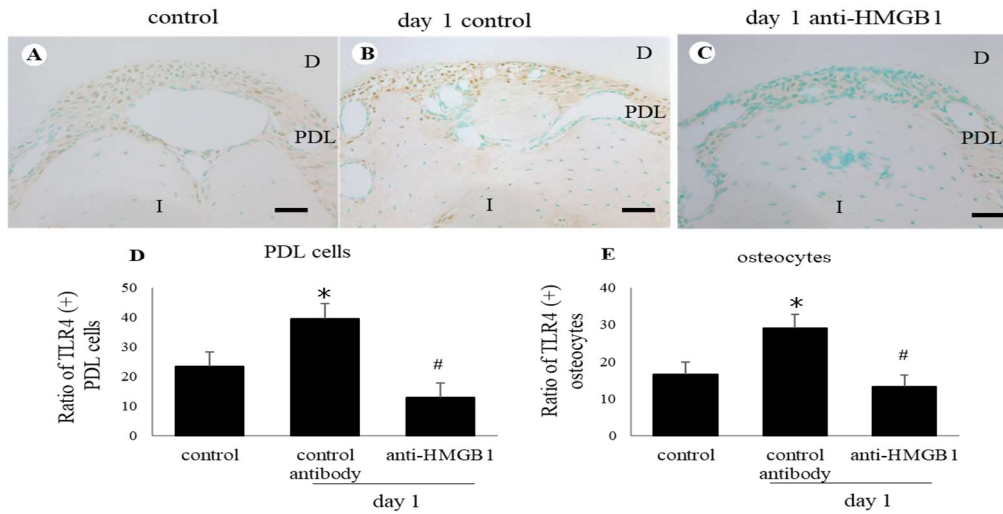 control
day 1 control
day 1 anti-HMGB1
A
D
PDL
I
B
D
PDL
I
C
D
PDL
I
D
PDL cells
Ratio of TLR4 (+)
PDL cells
50
40
30
20
10
0
*
#
control
control
antibody
anti-HMGB1
day 1
E
osteocytes
Ratio of TLR4 (+)
osteocytes
40
30
20
10
0
*
#
control
control
antibody
anti-HMGB1
day 1